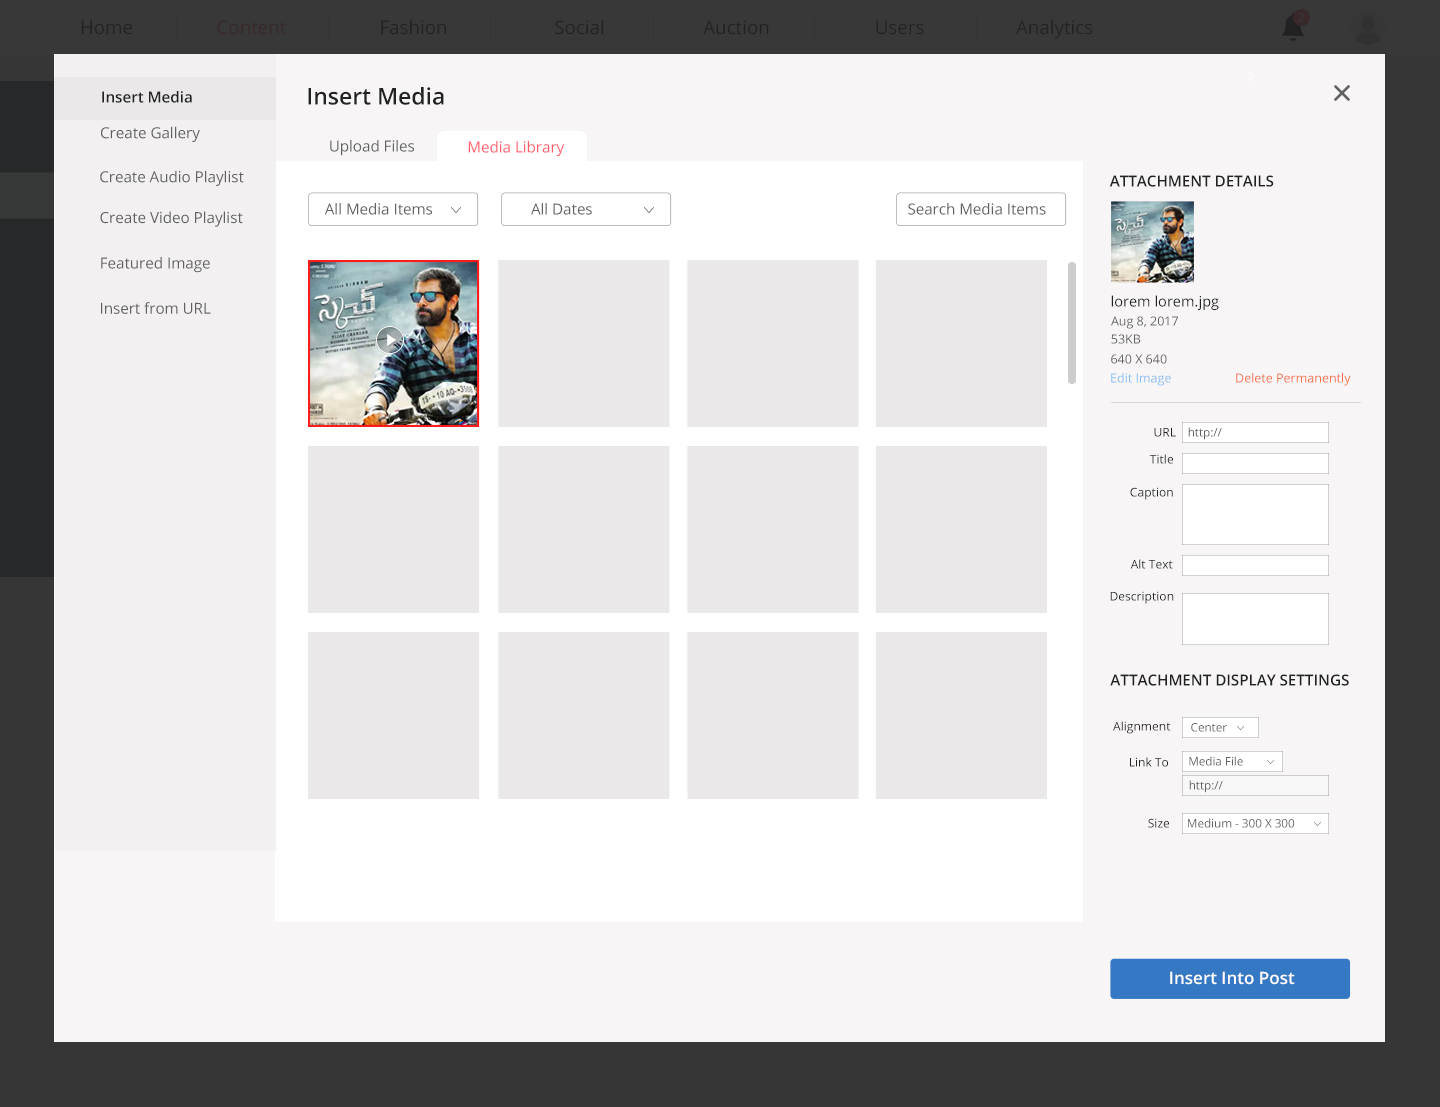 Home
Content
Fashion
Social
Auction
Users
Analytics
Insert Media
Create Gallery
Create Audio Playlist
Create Video Playlist
Featured Image
Insert from URL
Insert Media
Upload Files
Media Library
All Media Items
All Dates
Search Media Items
స్కెచ్
ATTACHMENT DETAILS
స్కెచ్
lorem lorem.jpg
Aug 8, 2017
53KB
640 X 640
Edit Image
Delete Permanently
URL
http://
Title
Caption
Alt Text
Description
ATTACHMENT DISPLAY SETTINGS
Alignment
Center
Link To
Media File
http://
Size
Medium - 300 X 300
Insert Into Post